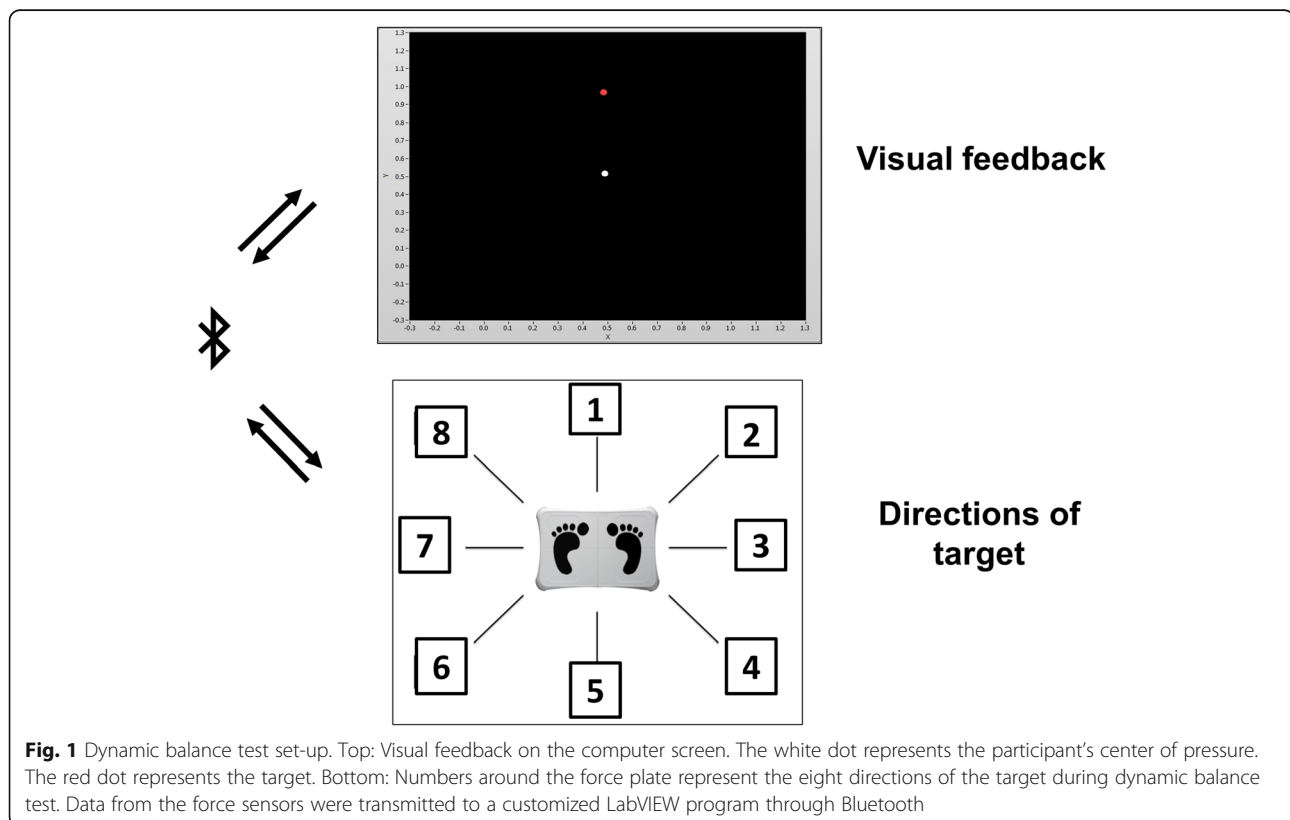 1.3
1.2
1.1
1.0
0.9
0.8
0.7
0.6
0.5
0.4
0.3
0.2
0.1
0.0
-0.1
-0.2
-0.3
Y
-0.3 -0.2 -0.1 0.0 0.1 0.2 0.3 0.4 0.5 0.6 0.7 0.8 0.9 1.0 1.1 1.2 1.3
X
Visual feedback
1
8 2
7 3
6 4
5
Directions of
target
Fig. 1 Dynamic balance test set-up. Top: Visual feedback on the computer screen. The white dot represents the participant's center of pressure.
The red dot represents the target. Bottom: Numbers around the force plate represent the eight directions of the target during dynamic balance
test. Data from the force sensors were transmitted to a customized LabVIEW program through Bluetooth